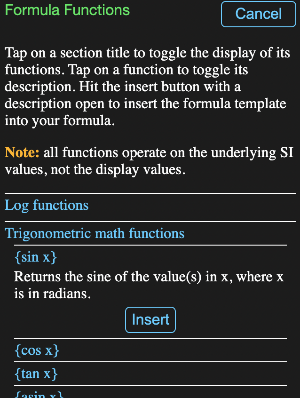 Formula Functions
Cancel
Tap on a section title to toggle the display of its
functions. Tap on a function to toggle its
description. Hit the insert button with a
description open to insert the formula template
into your formula.
Note: all functions operate on the underlying SI
values, not the display values.
Log functions
Trigonometric math functions
{sin x}
Returns the sine of the value(s) in x, where x
is in radians.
Insert
{cos x}
{tan x}
{asin x}